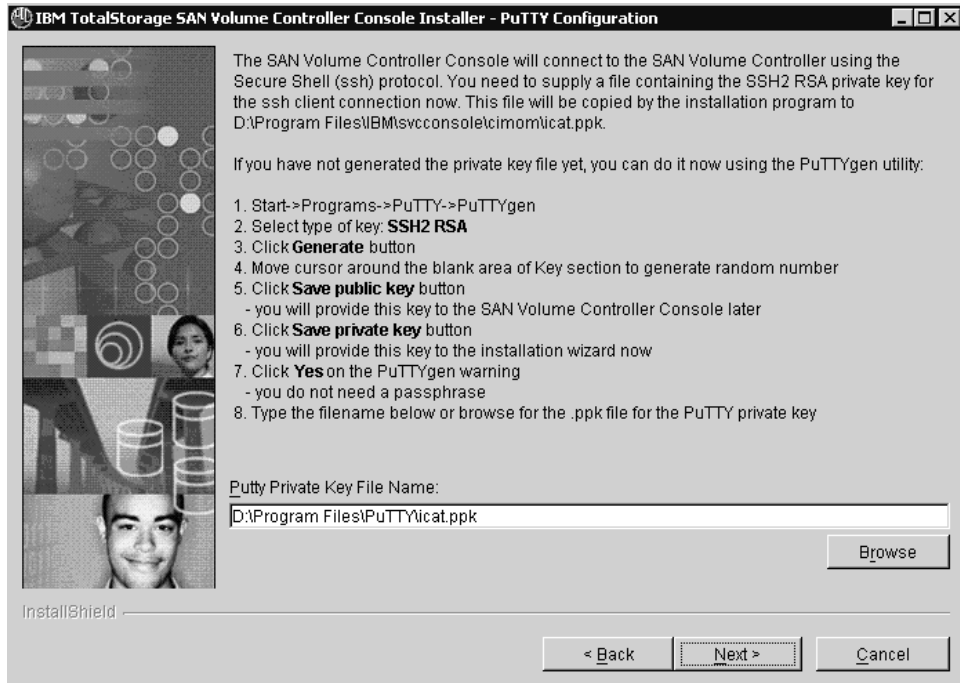 IBM TotalStorage SAN Volume Controller Console Installer - PuTTY Configuration
The SAN Volume Controller Console will connect to the SAN Volume Controller using the
Secure Shell (ssh) protocol. You need to supply a file containing the SSH2 RSA private key for
the ssh client connection now. This file will be copied by the installation program to
D:\Program Files\IBM\svcconsole\cimom\icat.ppk.
If you have not generated the private key file yet, you can do it now using the PuTTYgen utility:
1. Start->Programs->PuTTY->PuTTYgen
2. Select type of key: SSH2 RSA
3. Click Generate button
4. Move cursor around the blank area of Key section to generate random number
5. Click Save public key button
- you will provide this key to the SAN Volume Controller Console later
6. Click Save private key button
- you will provide this key to the installation wizard now
7. Click Yes on the PuTTYgen warning
- you do not need a passphrase
8. Type the filename below or browse for the .ppk file for the PuTTY private key
Putty Private Key File Name:
D:\Program Files\PuTTY\icat.ppk
Browse
InstallShield
< Back
Next >
Cancel